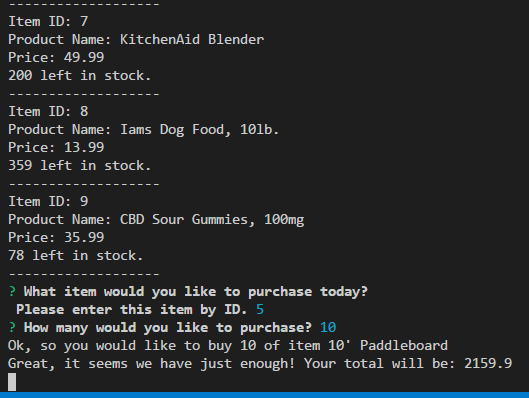 -------------------
Item ID: 7
Product Name: KitchenAid Blender
Price: 49.99
200 left in stock.
-------------------
Item ID: 8
Product Name: Iams Dog Food, 10lb.
Price: 13.99
359 left in stock.
-------------------
Item ID: 9
Product Name: CBD Sour Gummies, 100mg
Price: 35.99
78 left in stock.
-------------------
? What item would you like to purchase today?
Please enter this item by ID. 5
? How many would you like to purchase? 10
Ok, so you would like to buy 10 of item 10' Paddleboard
Great, it seems we have just enough! Your total will be: 2159.9